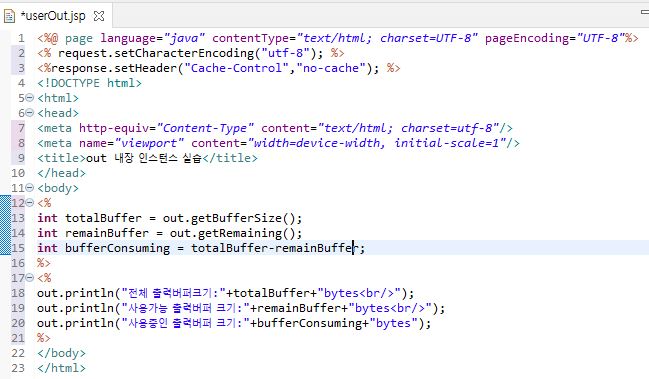 *userOut.jsp
1 <%@ page language="java" contentType="text/html; charset=UTF-8" pageEncoding="UTF-8"%>
2 <% request.setCharacterEncoding("utf-8"); %>
3 <%response.setHeader("Cache-Control","no-cache"); %>
4 <!DOCTYPE html>
5 <html>
6 <head>
7 <meta http-equiv="Content-Type" content="text/html; charset=utf-8"/>
8 <meta name="viewport" content="width=device-width, initial-scale=1"/>
9 <title>out 내장 인스턴스 실습</title>
10 </head>
11 <body>
12 <%
13 int totalBuffer = out.getBufferSize();
14 int remainBuffer = out.getRemaining();
15 int bufferConsuming = totalBuffer-remainBuffer;
16 %>
17 <%
18 out.println("전체 출력버퍼크기:"+totalBuffer+"bytes<br/>");
19 out.println("사용가능 출력버퍼 크기:"+remainBuffer+"bytes<br/>");
20 out.println("사용중인 출력버퍼 크기:"+bufferConsuming+"bytes");
21 %>
22 </body>
23 </html>